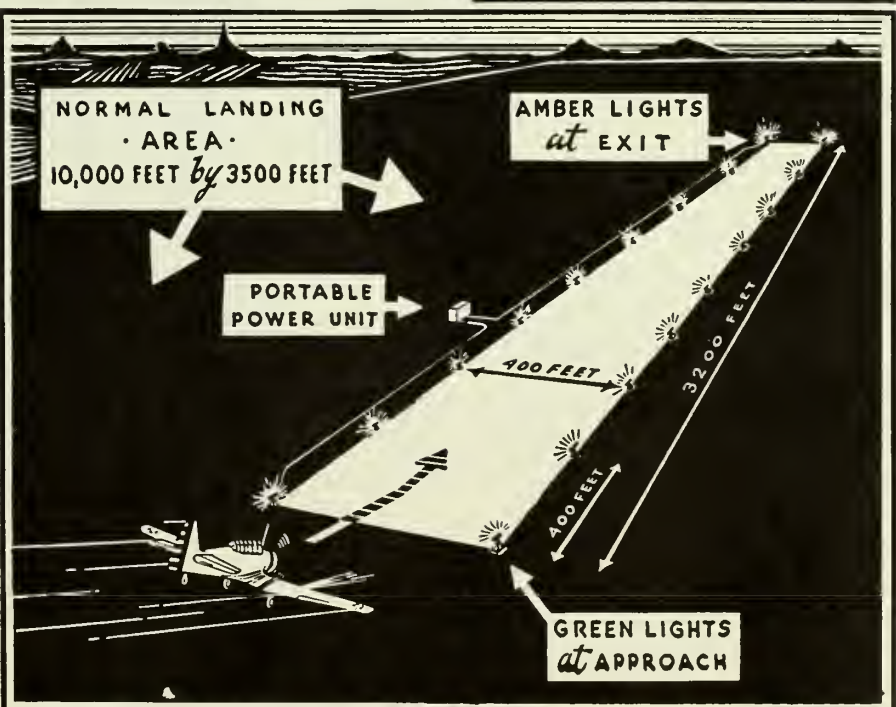 NORMAL LANDING
· AREA ·
10,000 FEET by 3500 FEET
AMBER LIGHTS
at EXIT
PORTABLE
POWER UNIT
400 FEET
3200 FEET
400 FEET
GREEN LIGHTS
at APPROACH